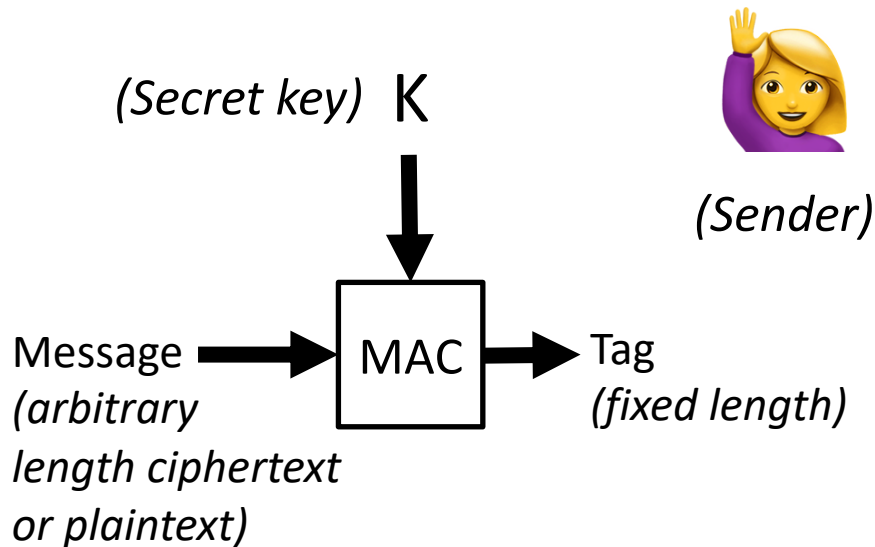 (Secret key) K
(Sender)
Message
MAC
Tag
(arbitrary
(fixed length)
length ciphertext
or plaintext)